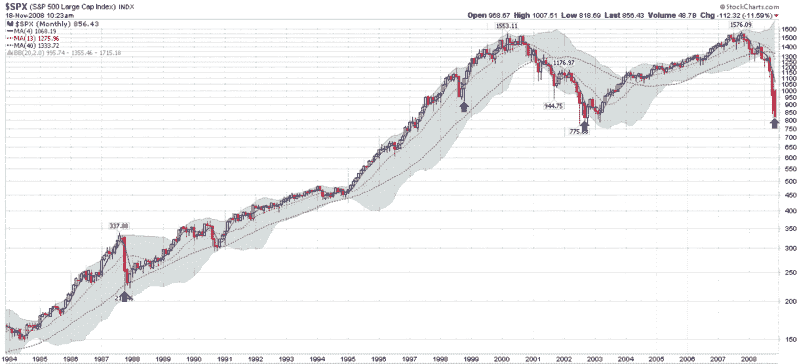 $SPX (S&P 500 Large Cap Index) INDX
© StockCharts.com
18-Nov-2008 10:23am
Open 968.67 High 1007.51 Low 818.69 Last 856.43 Volume 48.7B Chg -112.32 (-11.59%)
$SPX (Monthly) 856.43
MA(4) 1068.19
MA(13) 1275.96
MA(40) 1333.72
BB(20,2.0) 995.74 - 1355.46 - 1715.18
1553.11
1576.09
1176.97
944.75
337.88
1600
1500
1400
1300
1200
1100
1000
950
900
850
800
750
700
650
600
550
500
450
400
350
300
250
200
150
1984 1985 1986 1987 1988 1989 1990 1991 1992 1993 1994 1995 1996 1997 1998 1999 2000 2001 2002 2003 2004 2005 2006 2007 2008